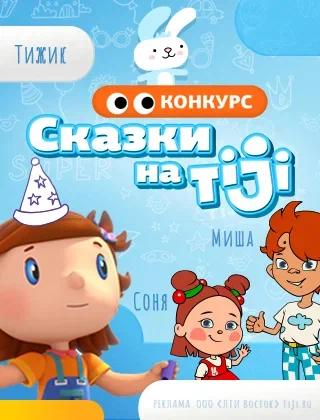 Тижик
КОНКУРС
Сказки
на tiji
Миша
Соня
РЕКЛАМА ООО <ЛТИ ВОСТОК> TIJI.RU